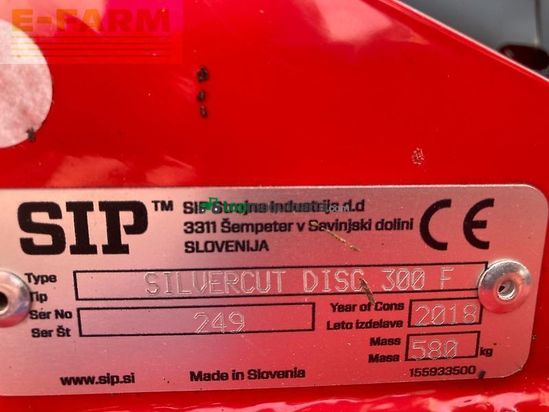 E-FARM
SIP™
SIP Strojna Industrija d.d
3311 Šempeter v Savinjski dolini
SLOVENIJA
CE
Type
Tip
SILVERCUT DISC 300 F
Ser No
Ser Št
249
Year of Cons
Leto izdelave
2018
Mass
Masa
580 kg
www.sip.si
Made in Slovenia
155933500